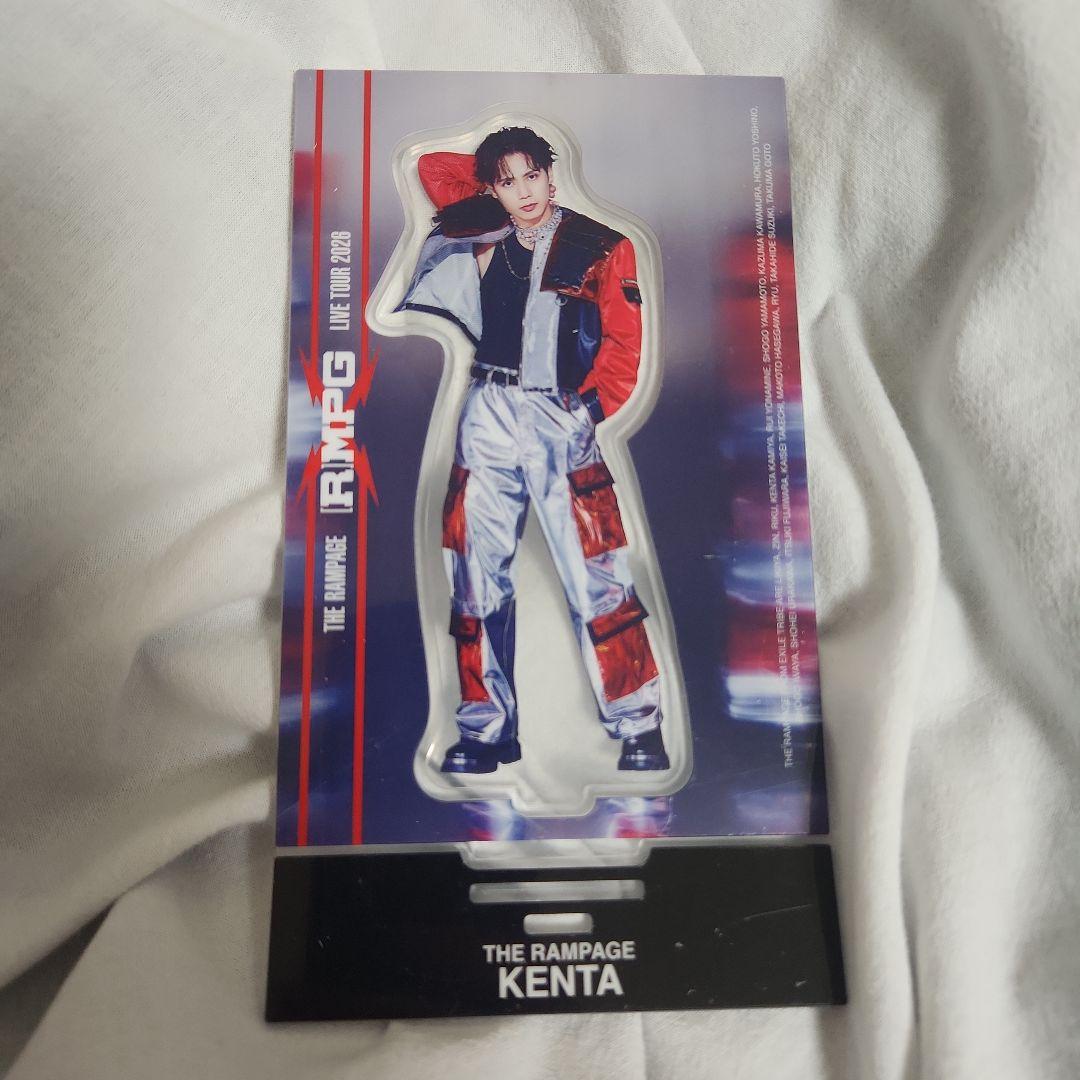 THE RAMPAGE [R]MPG LIVE TOUR 2026
THE RAMPAGE FROM EXILE TRIBE ARE LIKIYA, ZIN, RIKU, KENTA KAMIYA, RUI YONAMINE, SHOGO YAMAMOTO, KAZUMA KAWAMURA, HOKUTO YOSHINO,
IWAYA, SHOHEI URAKAWA, ITSUKI FUJIWARA, KAISEI TAKECHI, MAKOTO HASEGAWA, RYU, TAKAHIDE SUZUKI, TAKUMA GOTO
THE RAMPAGE
KENTA